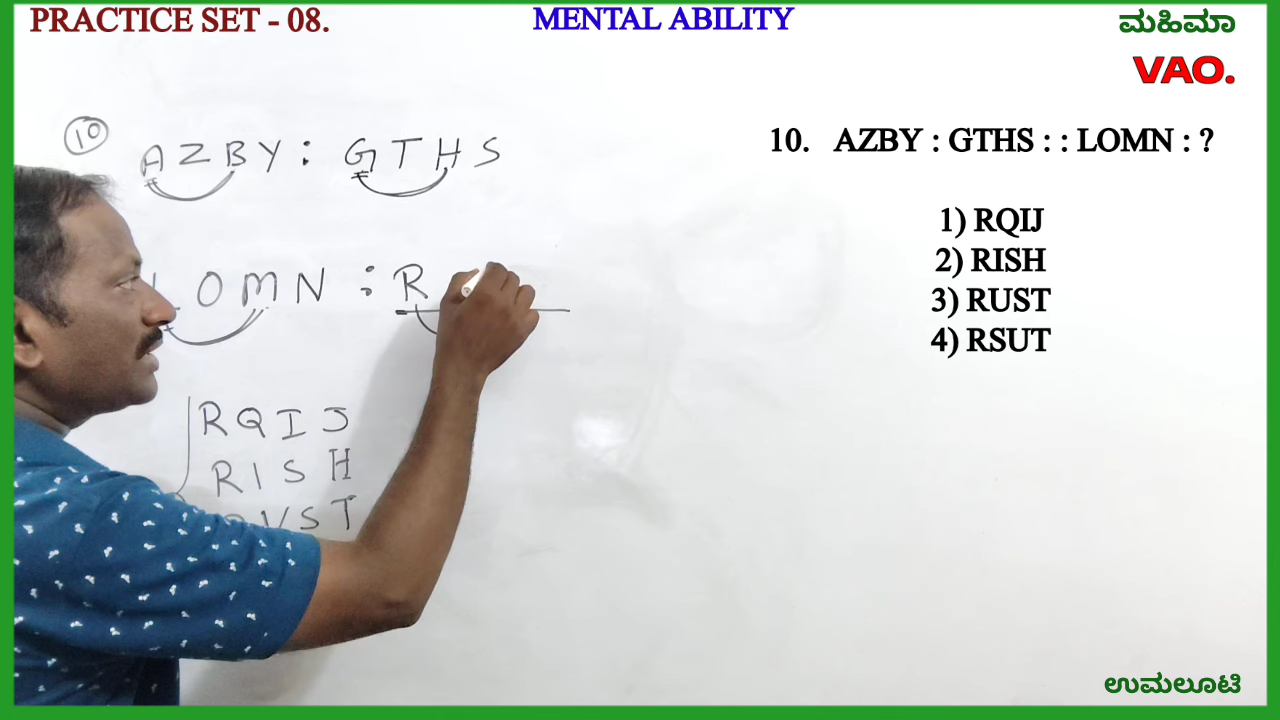 PRACTICE SET - 08.
MENTAL ABILITY
ಮಹಿಮಾ
VAO.
10
AZBY : GTHS
LOMN : R
RQIJ
RISH
10. AZBY : GTHS : : LOMN : ?
1) RQIJ
2) RISH
3) RUST
4) RSUT
ಉಮಲೂಟಿ